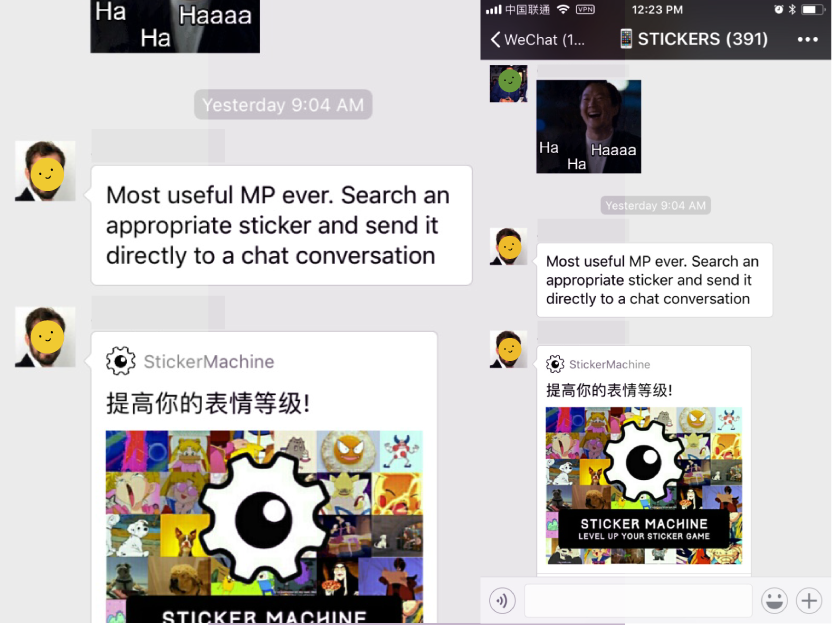 Ha
Haaaa
Ha
Yesterday 9:04 AM
Most useful MP ever. Search an
appropriate sticker and send it
directly to a chat conversation
StickerMachine
提高你的表情等级!
STICKER MACHINE
中国联通
VPN
12:23 PM
WeChat (1...
STICKERS (391)
Ha
Haaaa
Ha
Yesterday 9:04 AM
Most useful MP ever. Search an
appropriate sticker and send it
directly to a chat conversation
StickerMachine
提高你的表情等级!
STICKER MACHINE
LEVEL UP YOUR STICKER GAME